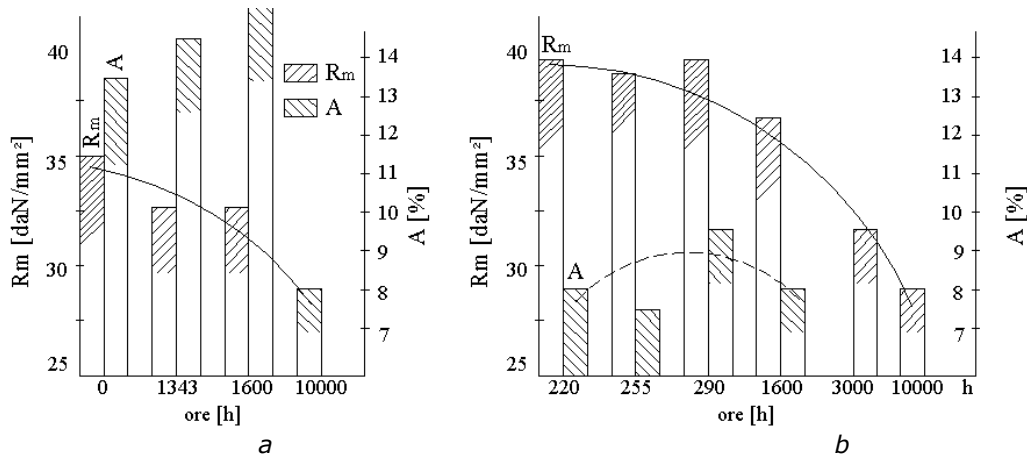 Rm [daN/mm²]
40
35
30
25
Rm
A
Rm
A
14
13
12
11
10
9
8
7
A [%]
0 1343 1600 10000
ore [h]
a
Rm [daN/mm²]
40
35
30
25
Rm
A
14
13
12
11
10
9
8
7
A [%]
220 255 290 1600 3000 10000 h
ore [h]
b